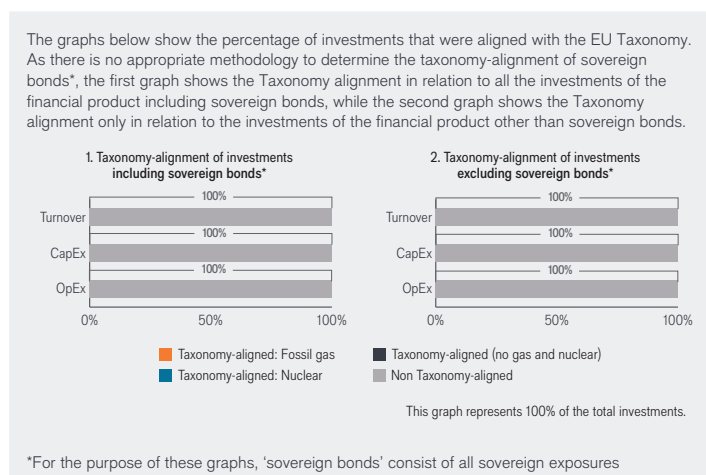 The graphs below show the percentage of investments that were aligned with the EU Taxonomy.
As there is no appropriate methodology to determine the taxonomy-alignment of sovereign
bonds*, the first graph shows the Taxonomy alignment in relation to all the investments of the
financial product including sovereign bonds, while the second graph shows the Taxonomy
alignment only in relation to the investments of the financial product other than sovereign bonds.
1. Taxonomy-alignment of investments
including sovereign bonds*
100%
Turnover
100%
CapEx
100%
OpEx
0% 50% 100%
2. Taxonomy-alignment of investments
excluding sovereign bonds*
100%
Turnover
100%
CapEx
100%
OpEx
0% 50% 100%
Taxonomy-aligned: Fossil gas
Taxonomy-aligned (no gas and nuclear)
Taxonomy-aligned: Nuclear
Non Taxonomy-aligned
This graph represents 100% of the total investments.
*For the purpose of these graphs, ‘sovereign bonds’ consist of all sovereign exposures